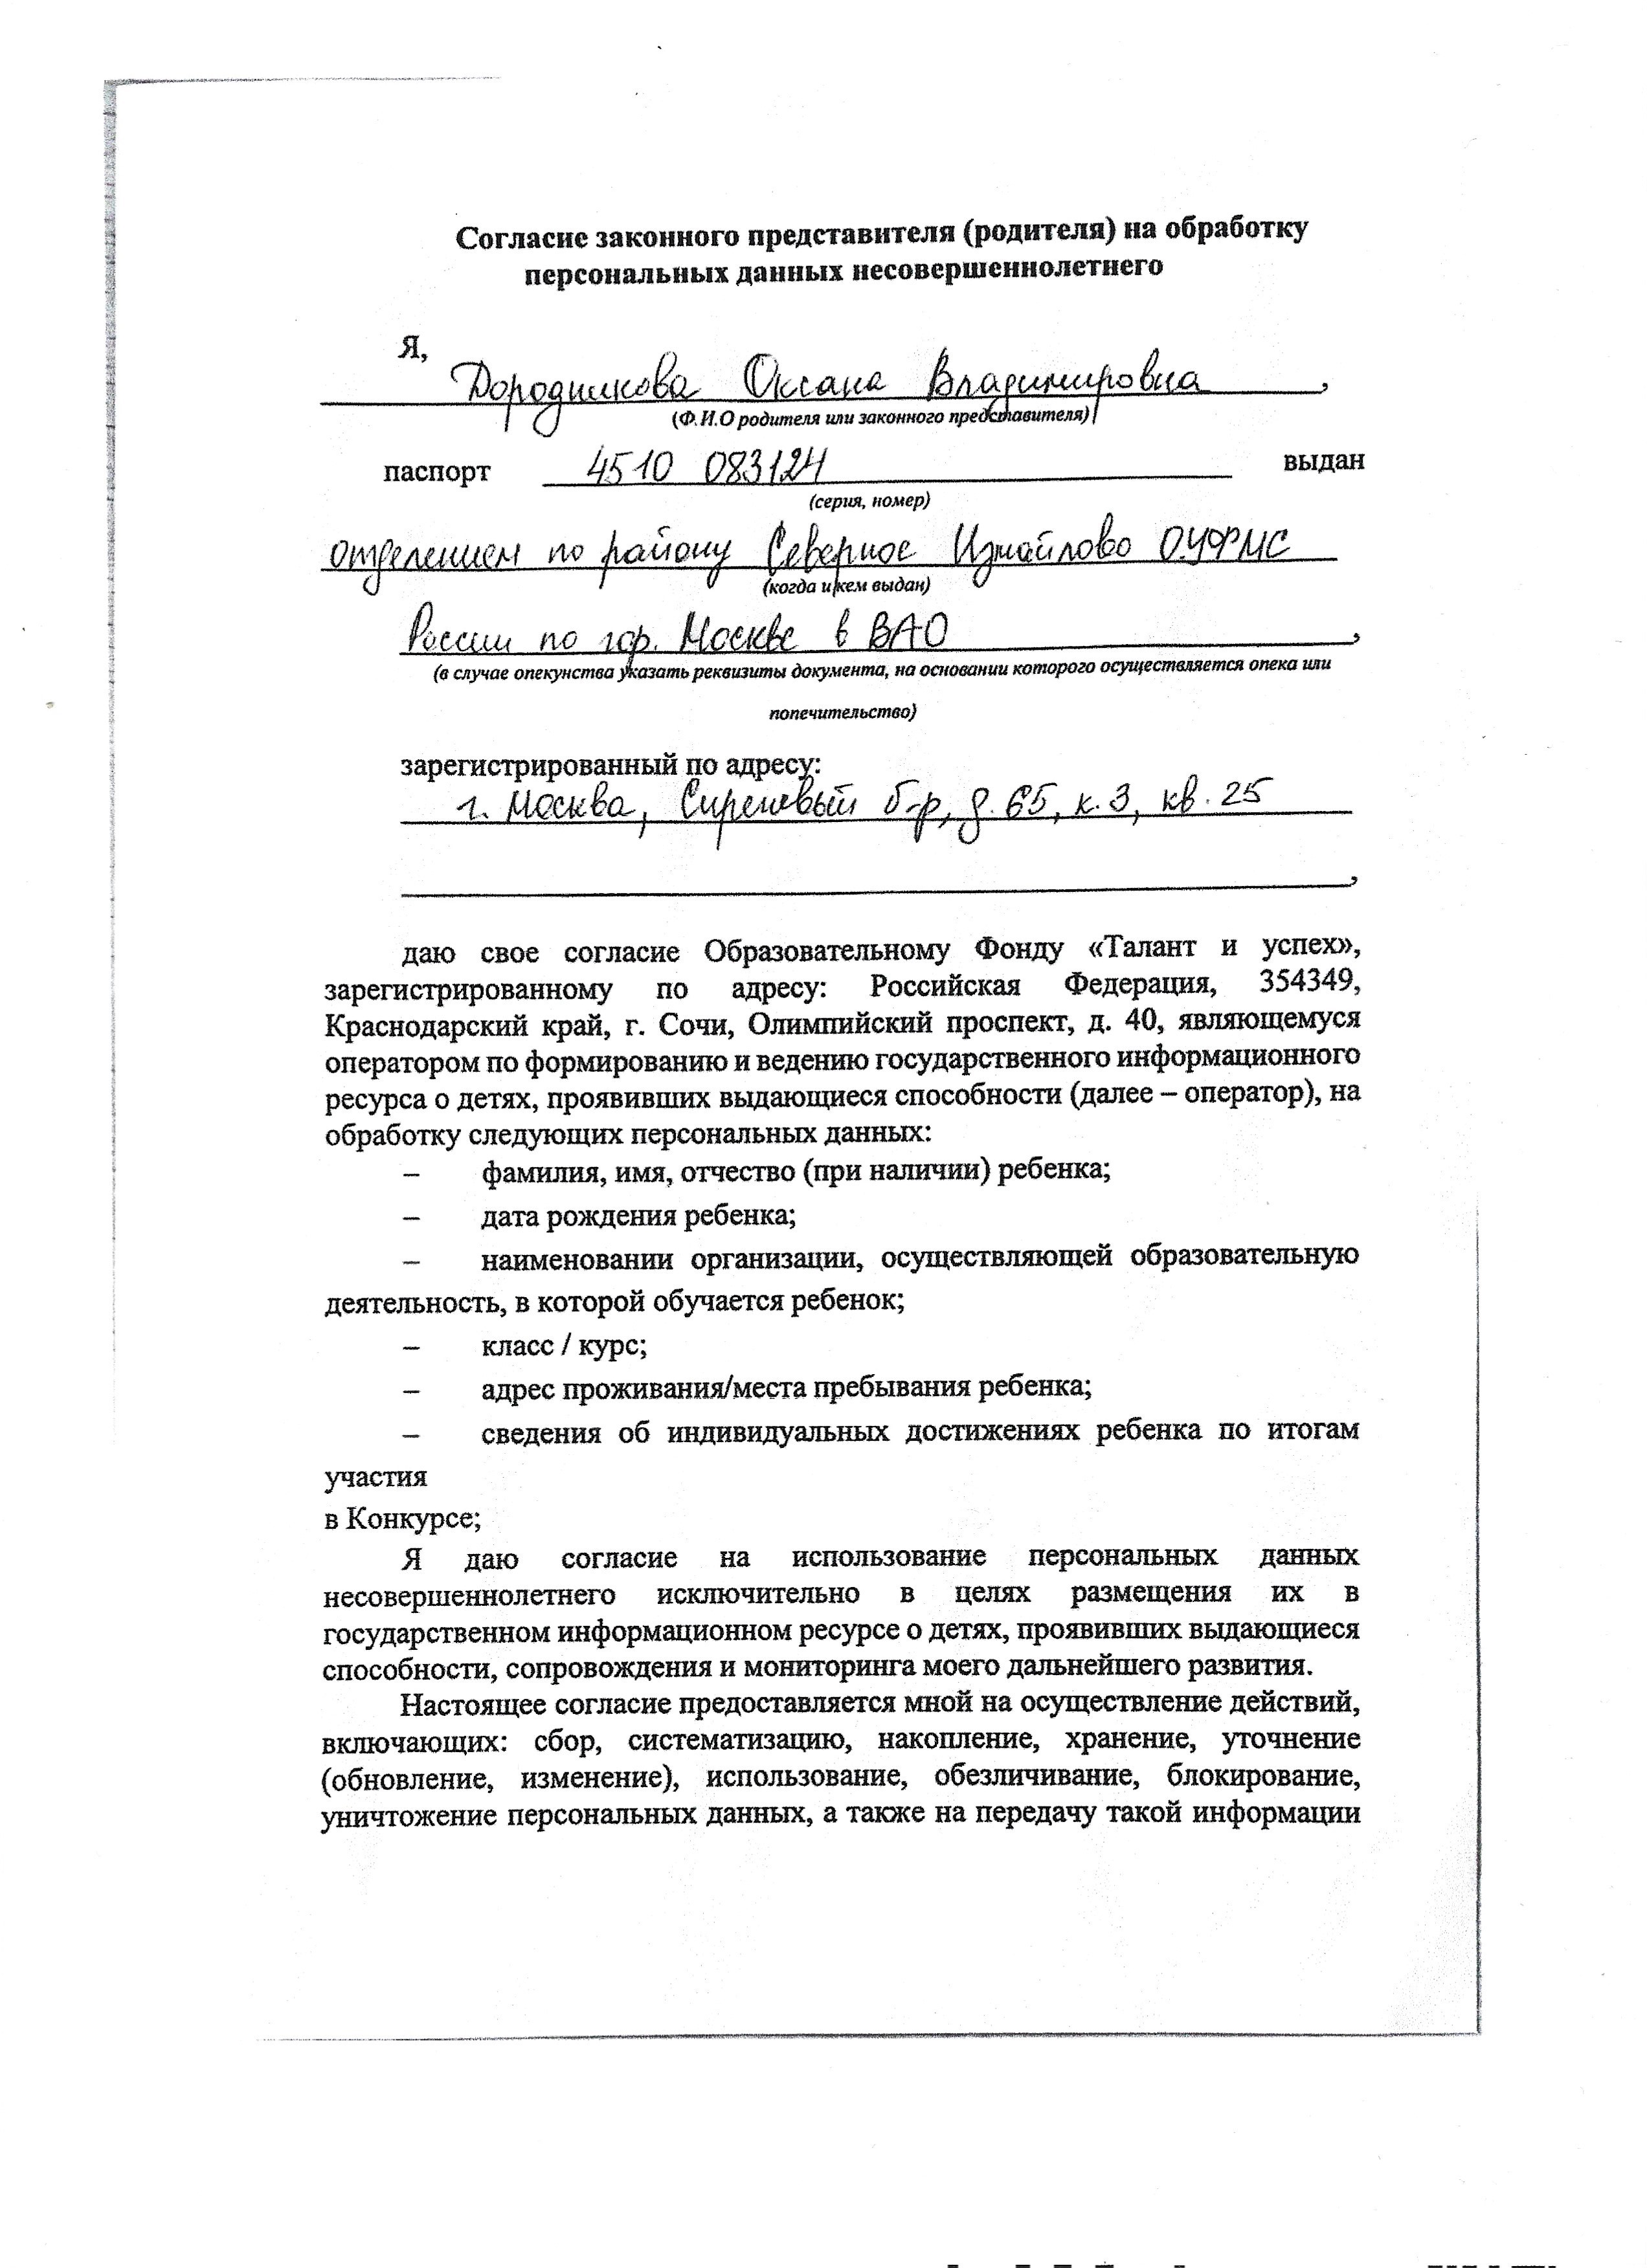 Согласие законного представителя (родителя) на обработку
персональных данных несовершеннолетнего
Я,
Дородникова Оксана Владимировна,
(Ф.И.О родителя или законного представителя)
паспорт 4510 083124 выдан
(серия, номер)
отделением по району Северное Измайлово ОУФМС
(когда и кем выдан)
России по гор. Москве в ВАО,
(в случае опекунства указать реквизиты документа, на основании которого осуществляется опека или
попечительство)
зарегистрированный по адресу:
г. Москва, Сиреневый б-р, д. 65, к. 3, кв. 25
,
даю свое согласие Образовательному Фонду «Талант и успех»,
зарегистрированному по адресу: Российская Федерация, 354349,
Краснодарский край, г. Сочи, Олимпийский проспект, д. 40, являющемуся
оператором по формированию и ведению государственного информационного
ресурса о детях, проявивших выдающиеся способности (далее – оператор), на
обработку следующих персональных данных:
– фамилия, имя, отчество (при наличии) ребенка;
– дата рождения ребенка;
– наименовании организации, осуществляющей образовательную
деятельность, в которой обучается ребенок;
– класс / курс;
– адрес проживания/места пребывания ребенка;
– сведения об индивидуальных достижениях ребенка по итогам
участия
в Конкурсе;
Я даю согласие на использование персональных данных
несовершеннолетнего исключительно в целях размещения их в
государственном информационном ресурсе о детях, проявивших выдающиеся
способности, сопровождения и мониторинга моего дальнейшего развития.
Настоящее согласие предоставляется мной на осуществление действий,
включающих: сбор, систематизацию, накопление, хранение, уточнение
(обновление, изменение), использование, обезличивание, блокирование,
уничтожение персональных данных, а также на передачу такой информации